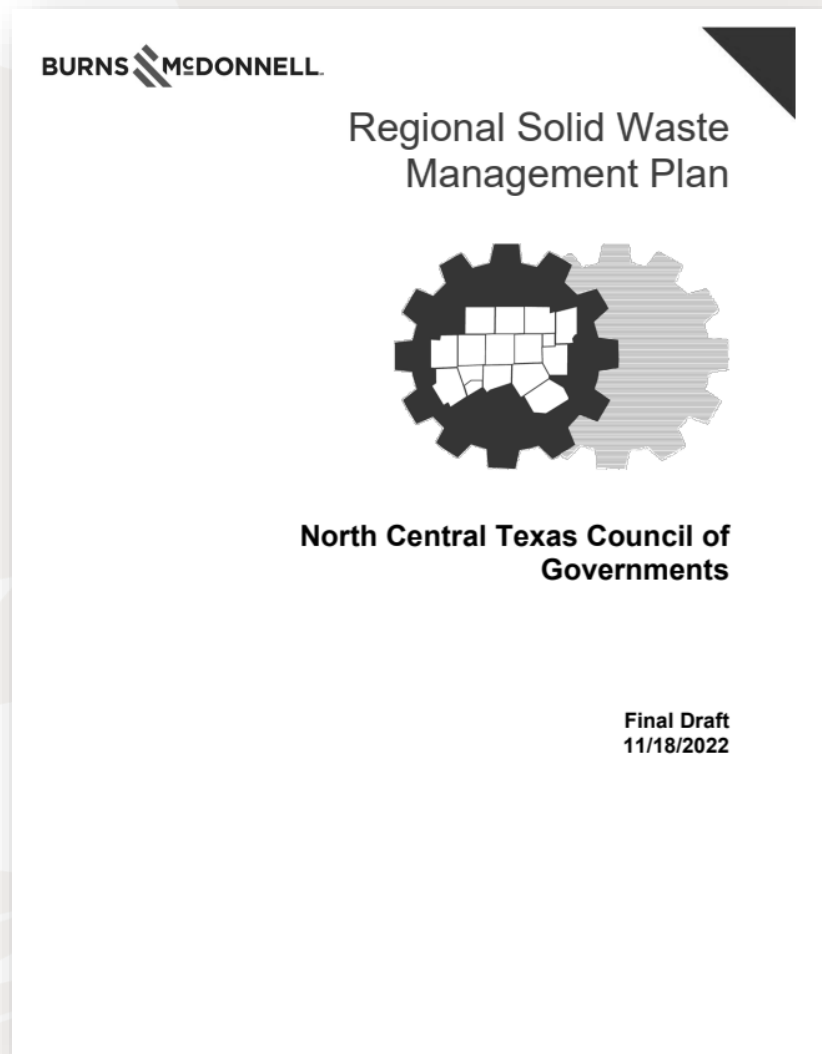 BURNS McDONNELL
Regional Solid Waste
Management Plan
North Central Texas Council of
Governments
Final Draft
11/18/2022